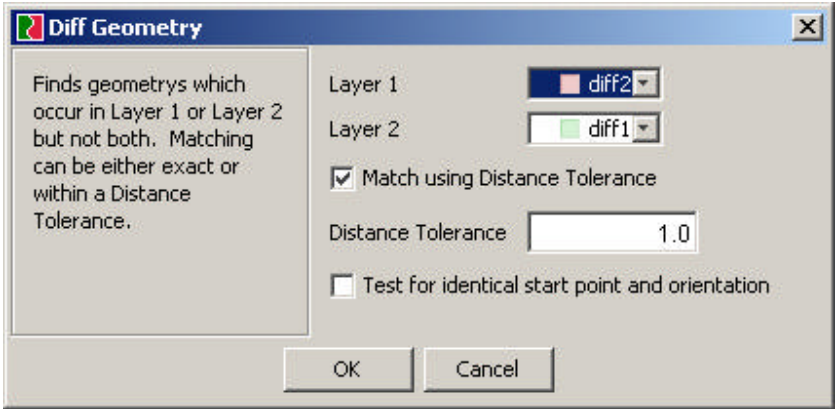 Diff Geometry
Finds geometrys which
occur in Layer 1 or Layer 2
but not both. Matching
can be either exact or
within a Distance
Tolerance.
Layer 1 diff2
Layer 2 diff1
Match using Distance Tolerance
Distance Tolerance 1.0
Test for identical start point and orientation
OK Cancel